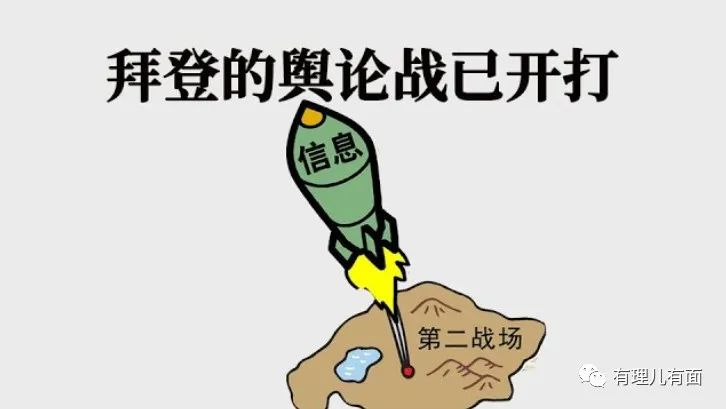 拜登的舆论战已开打
信息
第二战场
有理儿有面